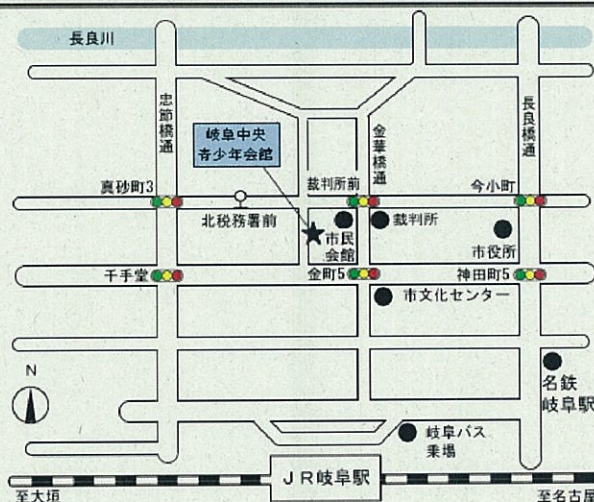 長良川
忠節橋通
長良橋通
金華橋通
岐阜中央
青少年会館
真砂町3
裁判所前
今小町
北税務署前
市民
会館
裁判所
市役所
千手堂
金町5
神田町5
市文化センター
N
名鉄
岐阜駅
岐阜バス
乗場
JR岐阜駅
至大垣
至名古屋